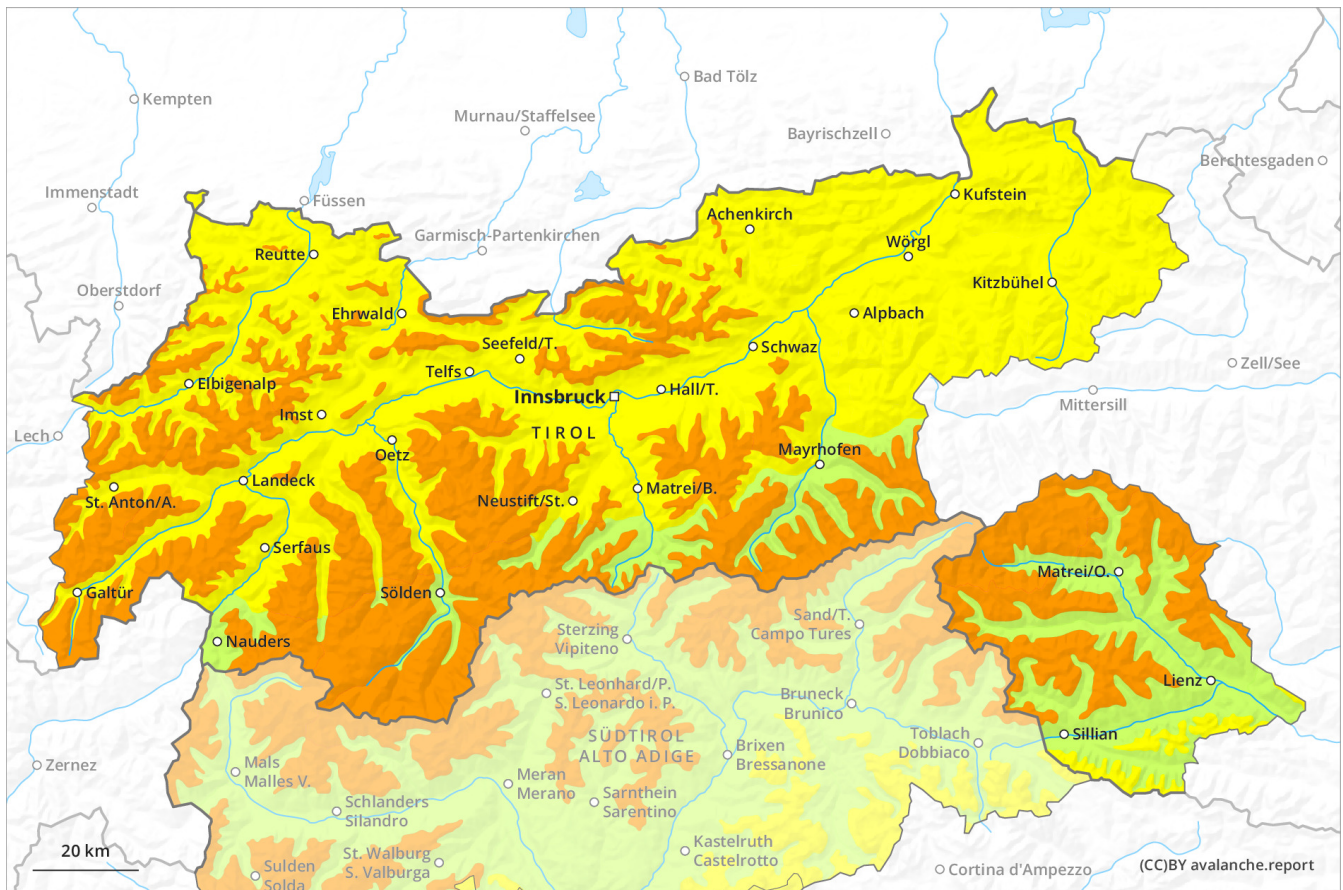 Bad Tölz
Kempten
Murnau/Staffelsee
Bayrischzell
Berchtesgaden
Immenstadt
Füssen
Kufstein
Achenkirch
Garmisch-Partenkirchen
Wörgl
Reutte
Kitzbühel
Oberstdorf
Ehrwald
Alpbach
Seefeld/T.
Schwaz
Zell/See
Telfs
Elbigenalp
Hall/T.
Innsbruck
Mittersill
Imst
TIROL
Lech
Mayrhofen
Oetz
Landeck
Matrei/B.
St. Anton/A.
Neustift/St.
Serfaus
Matrei/O.
Galtür
Sölden
Sand/T.
Campo Tures
Sterzing
Vipiteno
Nauders
Lienz
St. Leonhard/P.
S. Leonardo i. P.
Bruneck
Brunico
Sillian
SÜDTIROL
ALTO ADIGE
Toblach
Dobbiaco
Brixen
Bressanone
Zernez
Mals
Malles V.
Meran
Merano
Sarnthein
Sarentino
Schlanders
Silandro
20 km
St. Walburg
S. Valburga
Kastelruth
Castelrotto
Sulden
Solda
Cortina d'Ampezzo
(CC)BY avalanche.report